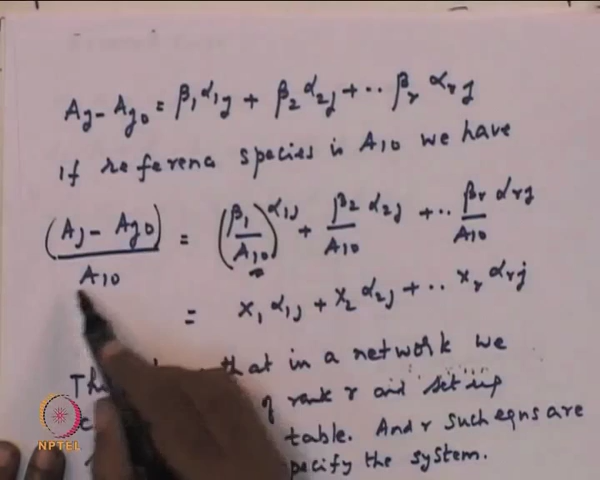 Aj - Aj0 = β1 α1j + β2 α2j + ·· βr αrj
If reference species is A10 we have
(Aj - Aj0) / A10 = (β1 / A10) α1j + β2 / A10 α2j + ·· βr / A10 αrj
= X1 α1j + X2 α2j + ·· Xr αrj
that in a network we
of rank r and set up
table. And r such eqns are
the system.
NPTEL